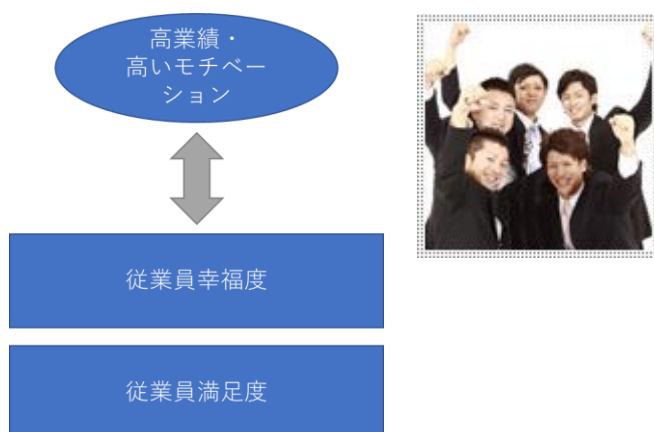 高業績・
高いモチベー
ション
従業員幸福度
従業員満足度